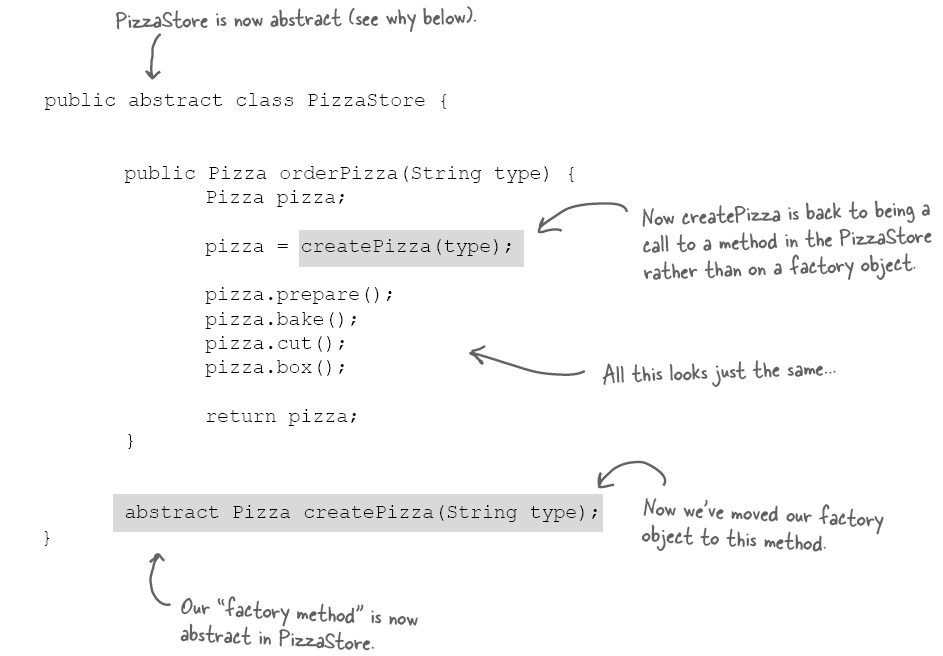 PizzaStore is now abstract (see why below).
public abstract class PizzaStore {
public Pizza orderPizza(String type) {
Pizza pizza;
pizza = createPizza(type);
Now createPizza is back to being a
call to a method in the PizzaStore
rather than on a factory object.
pizza.prepare();
pizza.bake();
pizza.cut();
pizza.box();
All this looks just the same...
return pizza;
}
abstract Pizza createPizza(String type);
Now we've moved our factory
object to this method.
}
Our "factory method" is now
abstract in PizzaStore.